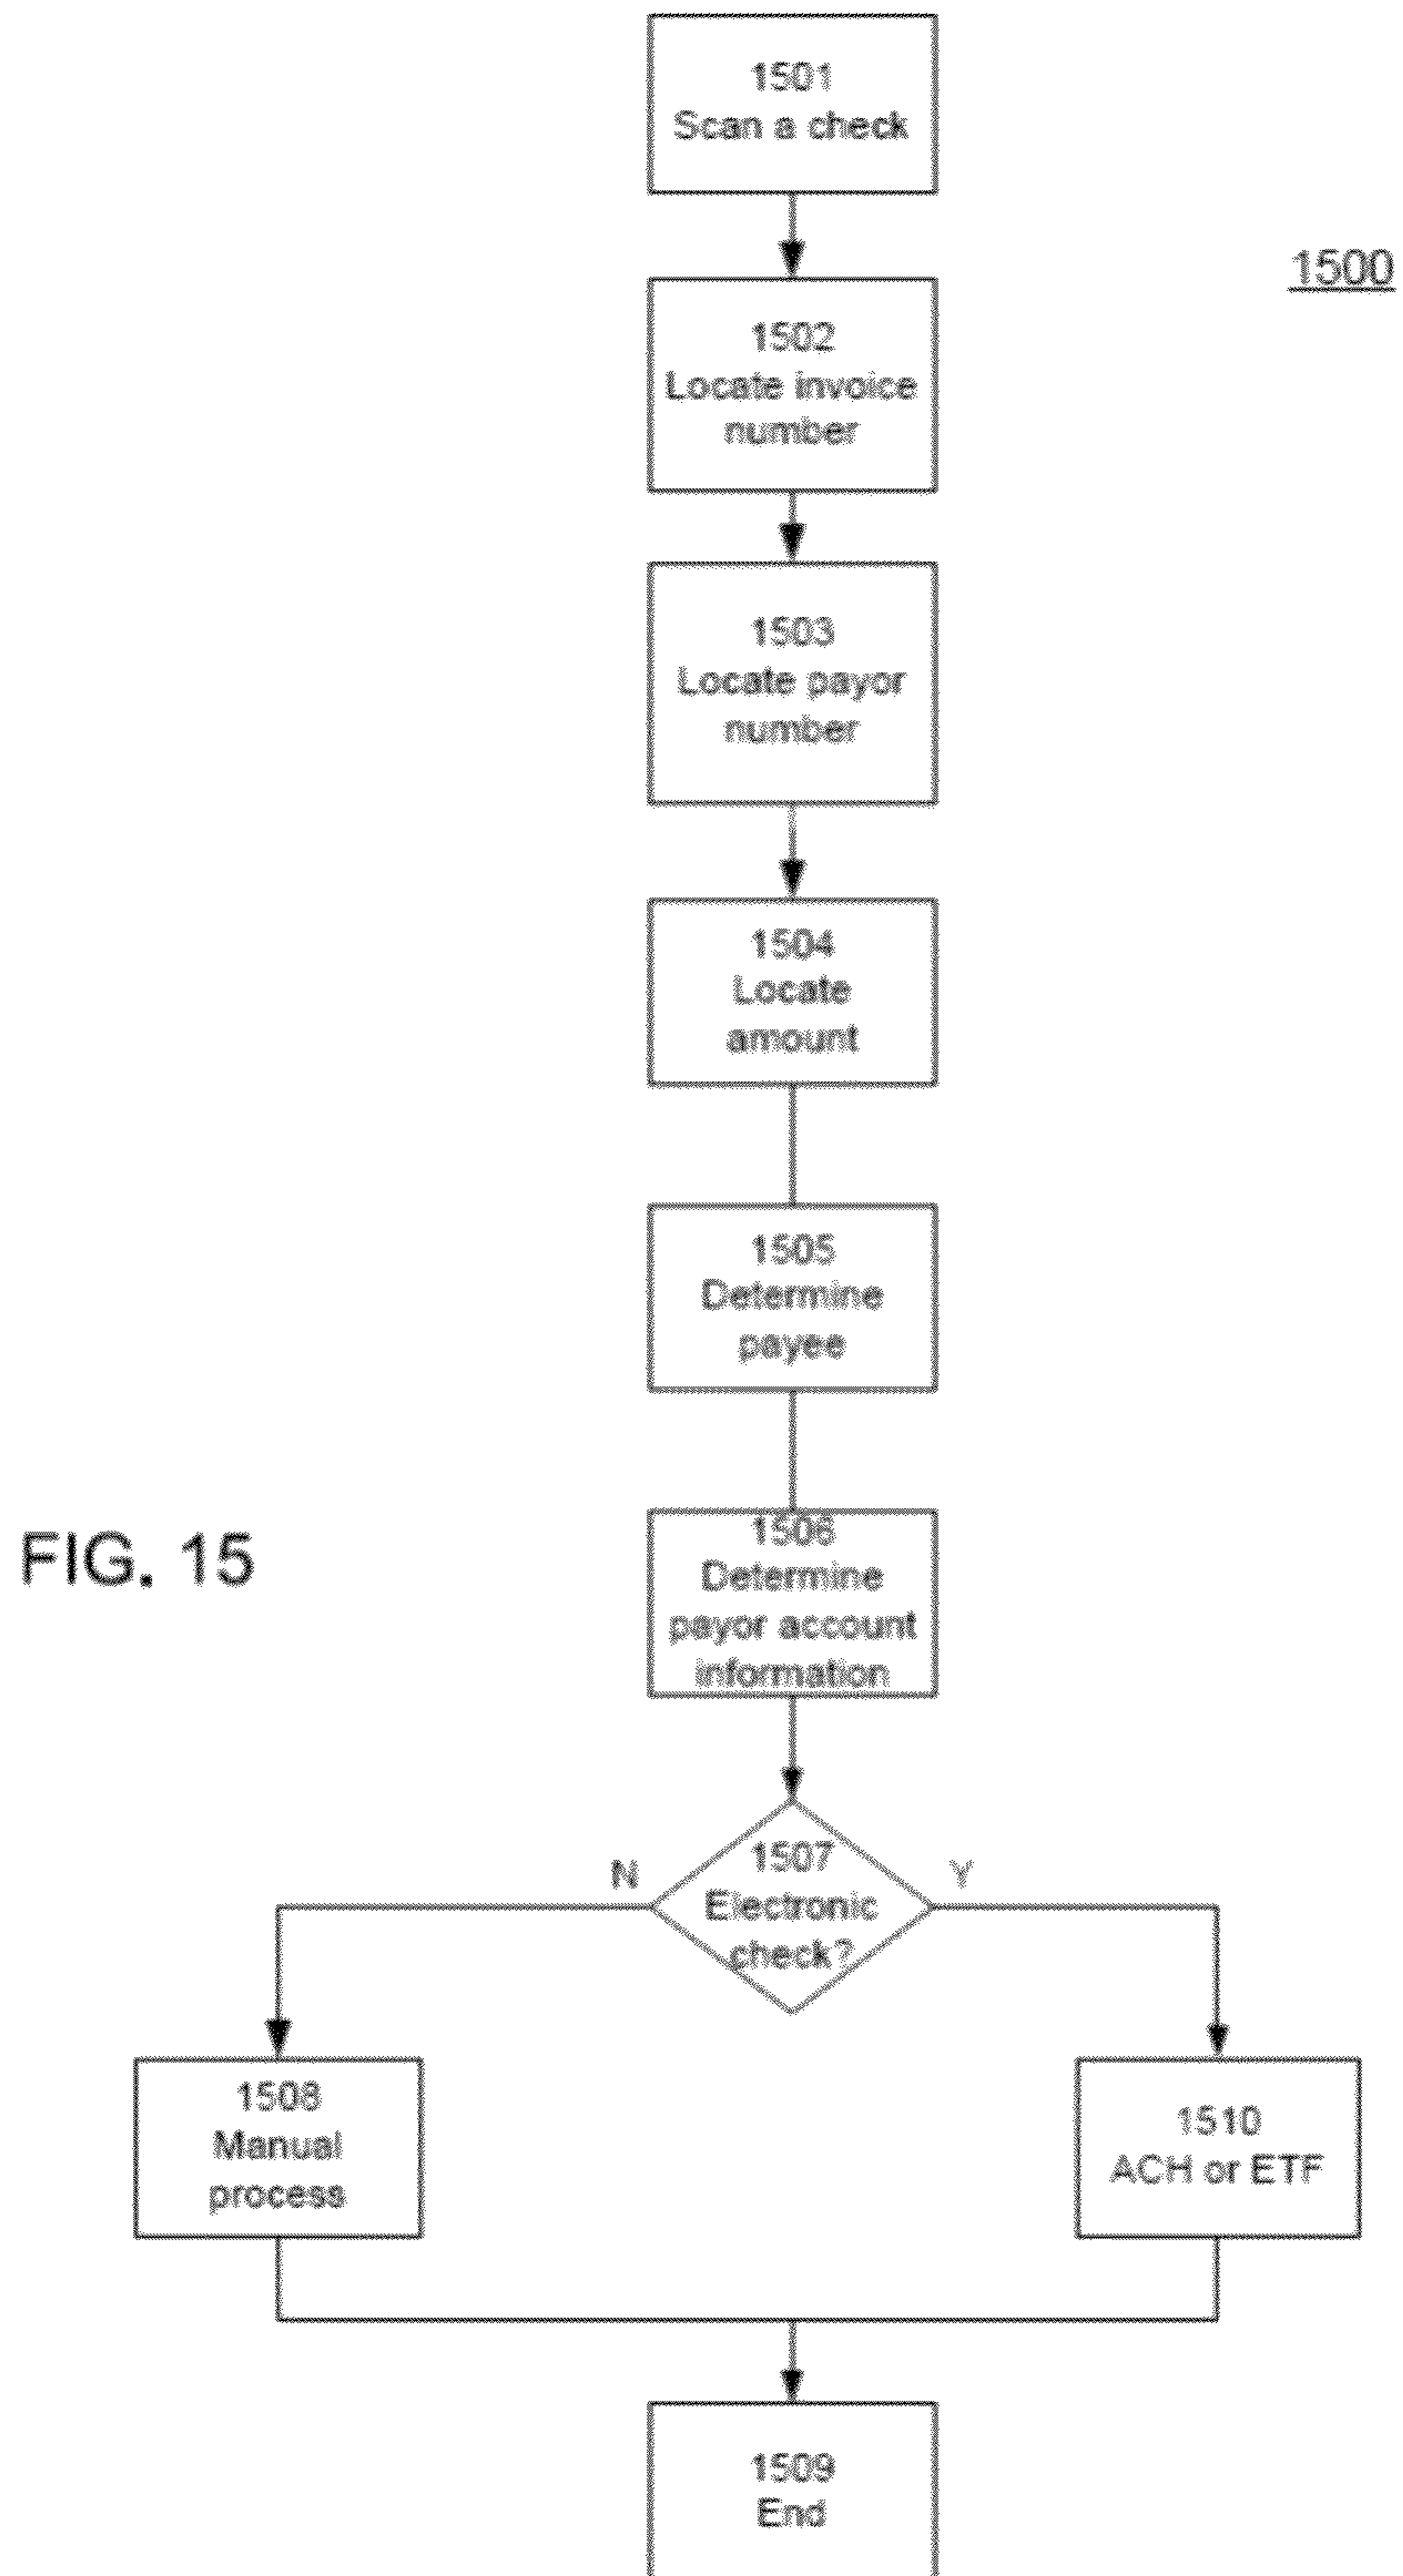 1501
Scan a check
1500
1502
Locate invoice
number
1503
Locate payor
number
1504
Locate
amount
1505
Determine
payee
FIG. 15
1506
Determine
payor account
information
1507
Electronic
check?
N
Y
1508
Manual
process
1510
ACH or ETF
1509
End